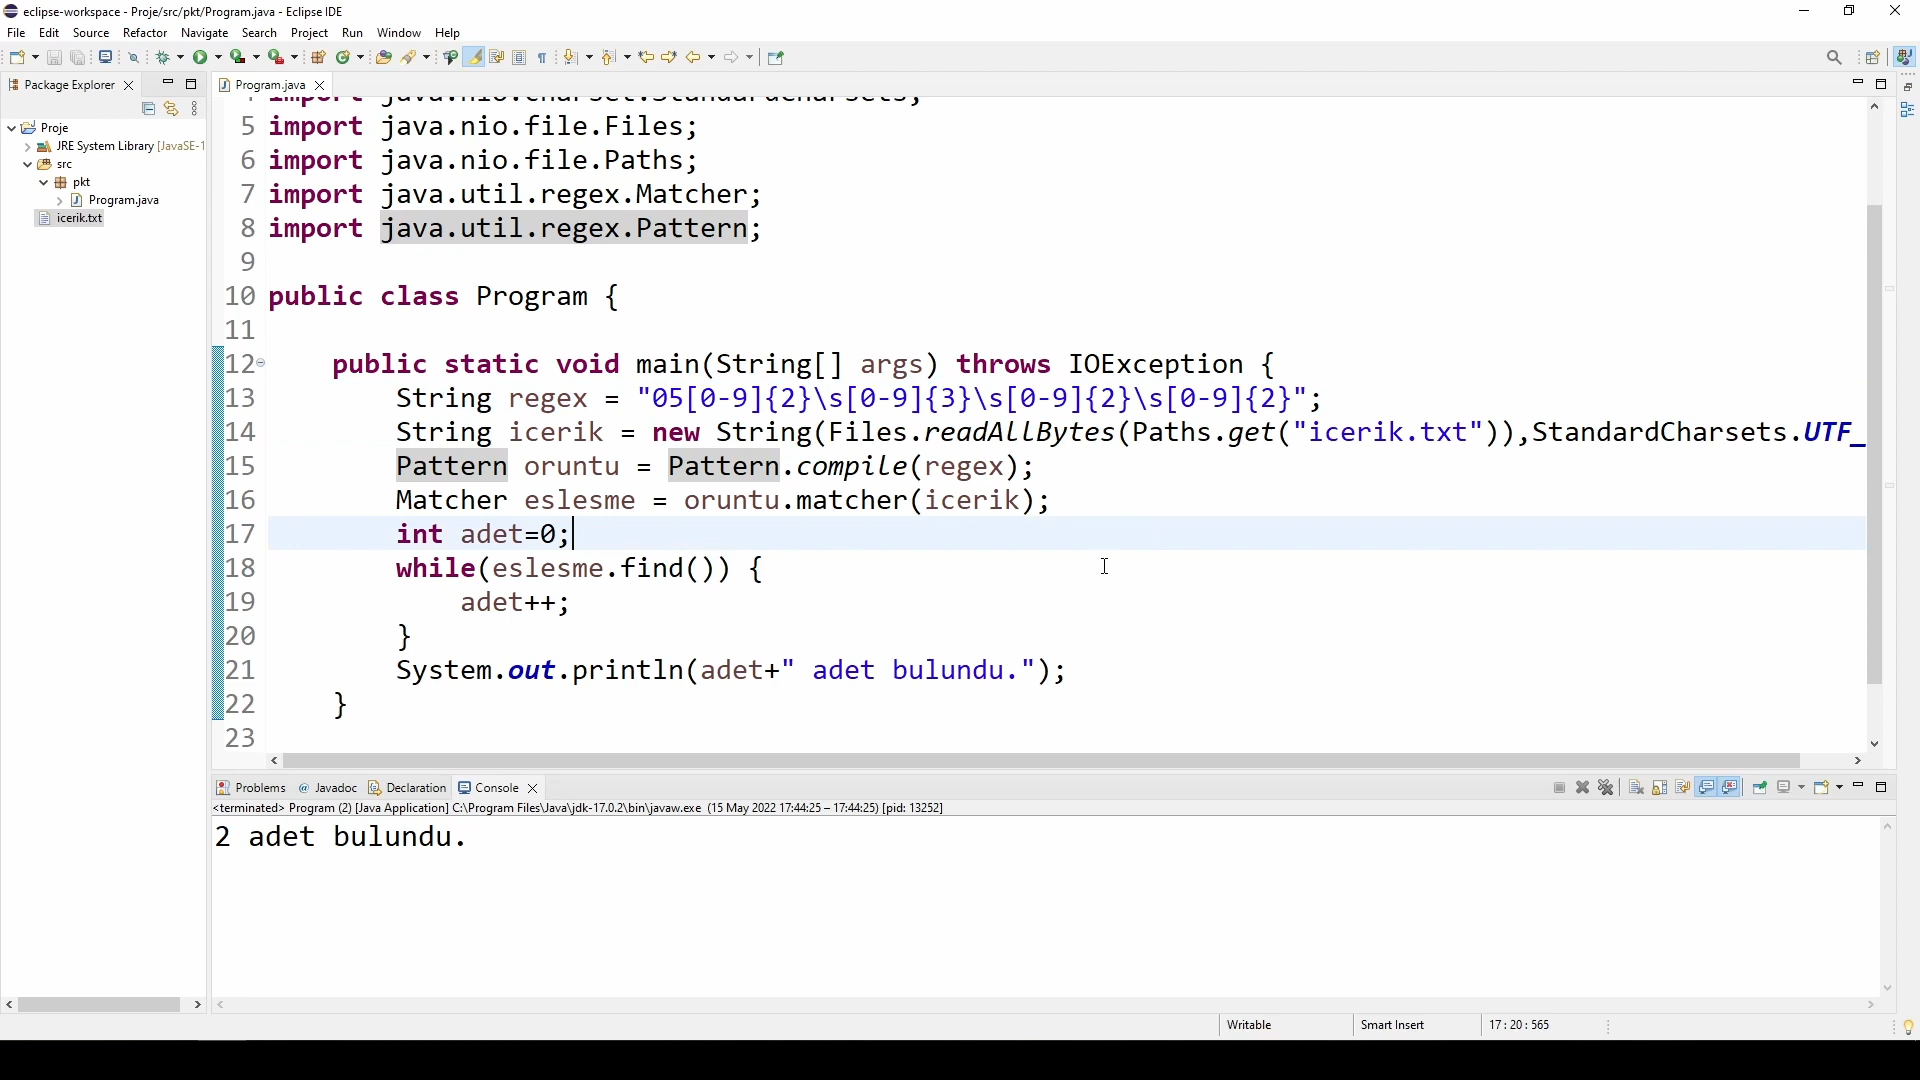 eclipse-workspace - Proje/src/pkt/Program.java - Eclipse IDE
File Edit Source Refactor Navigate Search Project Run Window Help
Package Explorer
Program.java
Proje
JRE System Library [JavaSE-1
src
pkt
Program.java
icerik.txt
import java.nio.charset.StandardCharsets;
5 import java.nio.file.Files;
6 import java.nio.file.Paths;
7 import java.util.regex.Matcher;
8 import java.util.regex.Pattern;
9
10 public class Program {
11
12 public static void main(String[] args) throws IOException {
13 String regex = "05[0-9]{2}\s[0-9]{3}\s[0-9]{2}\s[0-9]{2}";
14 String icerik = new String(Files.readAllBytes(Paths.get("icerik.txt")),StandardCharsets.UTF_
15 Pattern oruntu = Pattern.compile(regex);
16 Matcher eslesme = oruntu.matcher(icerik);
17 int adet=0;
18 while(eslesme.find()) {
19 adet++;
20 }
21 System.out.println(adet+" adet bulundu.");
22 }
23
Problems @ Javadoc Declaration Console
<terminated> Program (2) [Java Application] C:\Program Files\Java\jdk-17.0.2\bin\javaw.exe (15 May 2022 17:44:25 – 17:44:25) [pid: 13252]
2 adet bulundu.
Writable Smart Insert 17 : 20 : 565